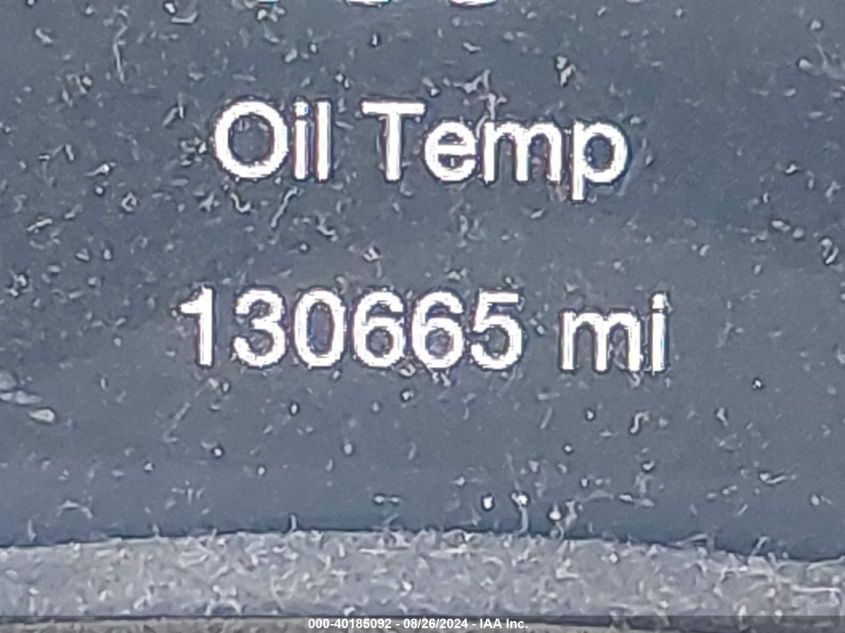 Oil Temp
130665 mi
000-40185092 - 08/26/2024 - IAA Inc.